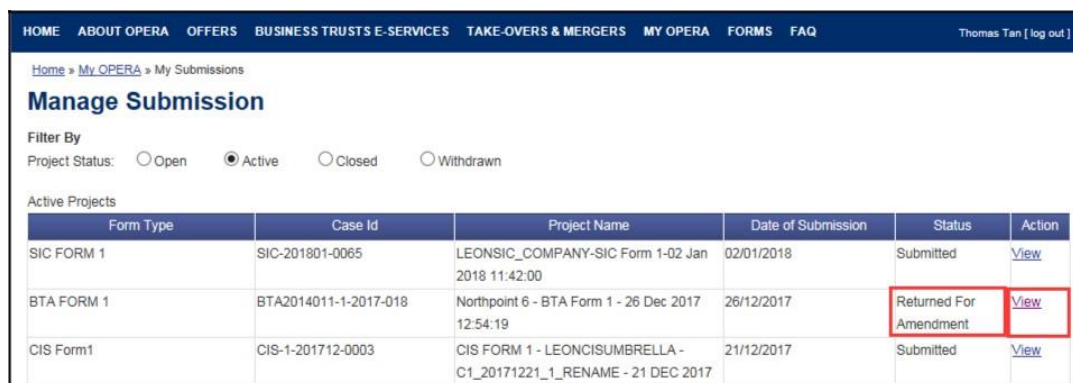 HOME ABOUT OPERA OFFERS BUSINESS TRUSTS E-SERVICES TAKE-OVERS & MERGERS MY OPERA FORMS FAQ Thomas Tan [ log out ]
Home » My OPERA » My Submissions
Manage Submission
Filter By
Project Status: Open Active Closed Withdrawn
Active Projects
Form Type Case Id Project Name Date of Submission Status Action
SIC FORM 1 SIC-201801-0065 LEONSIC_COMPANY-SIC Form 1-02 Jan 02/01/2018 Submitted View
2018 11:42:00
BTA FORM 1 BTA2014011-1-2017-018 Northpoint 6 - BTA Form 1 - 26 Dec 2017 26/12/2017 Returned For View
12:54:19 Amendment
CIS Form1 CIS-1-201712-0003 CIS FORM 1 - LEONCISUMBRELLA - 21/12/2017 Submitted View
C1_20171221_1_RENAME - 21 DEC 2017